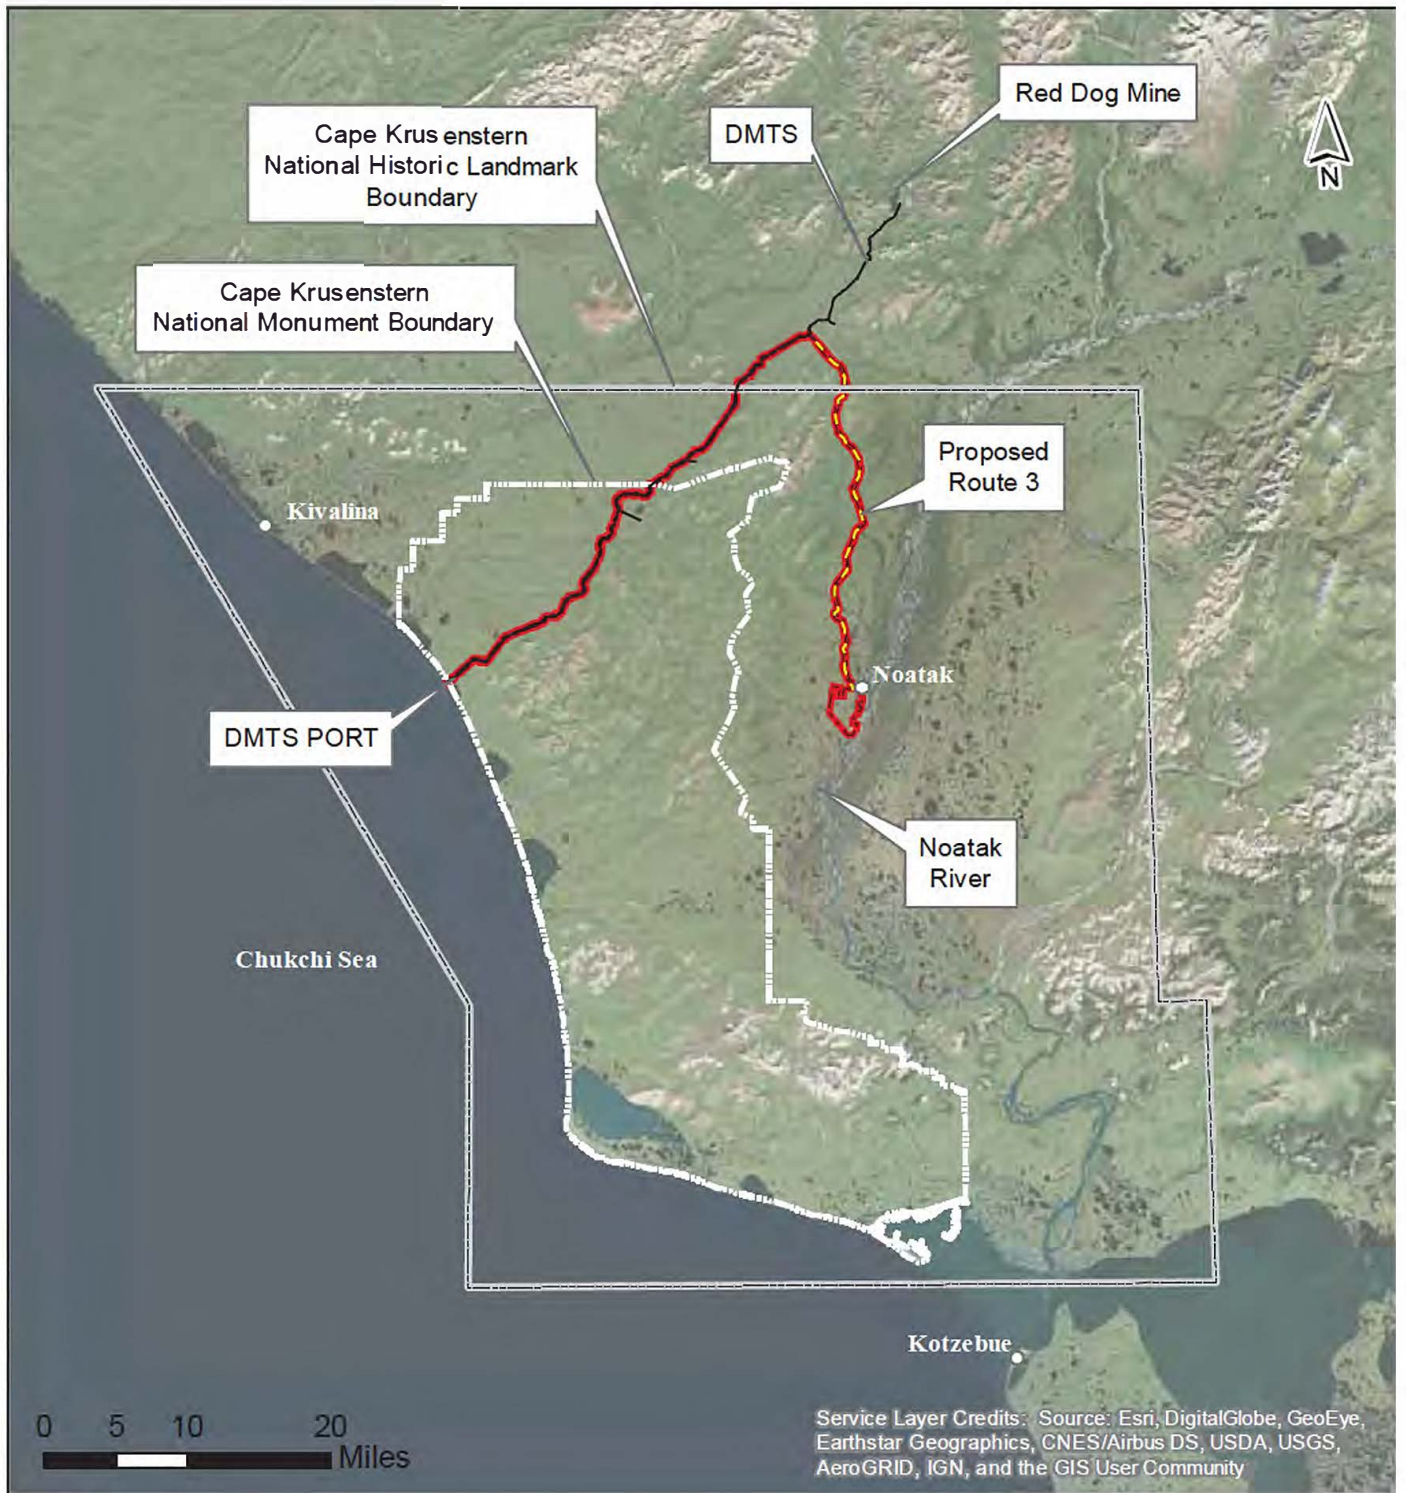 Red Dog Mine
DMTS
Cape Krusenstern
National Historic Landmark
Boundary
N
Cape Krusenstern
National Monument Boundary
Proposed
Route 3
Kivalina
Noatak
DMTS PORT
Noatak
River
Chukchi Sea
Kotzebue
0 5 10 20
Miles
Service Layer Credits: Source: Esri, DigitalGlobe, GeoEye,
Earthstar Geographics, CNES/Airbus DS, USDA, USGS,
AeroGRID, IGN, and the GIS User Community